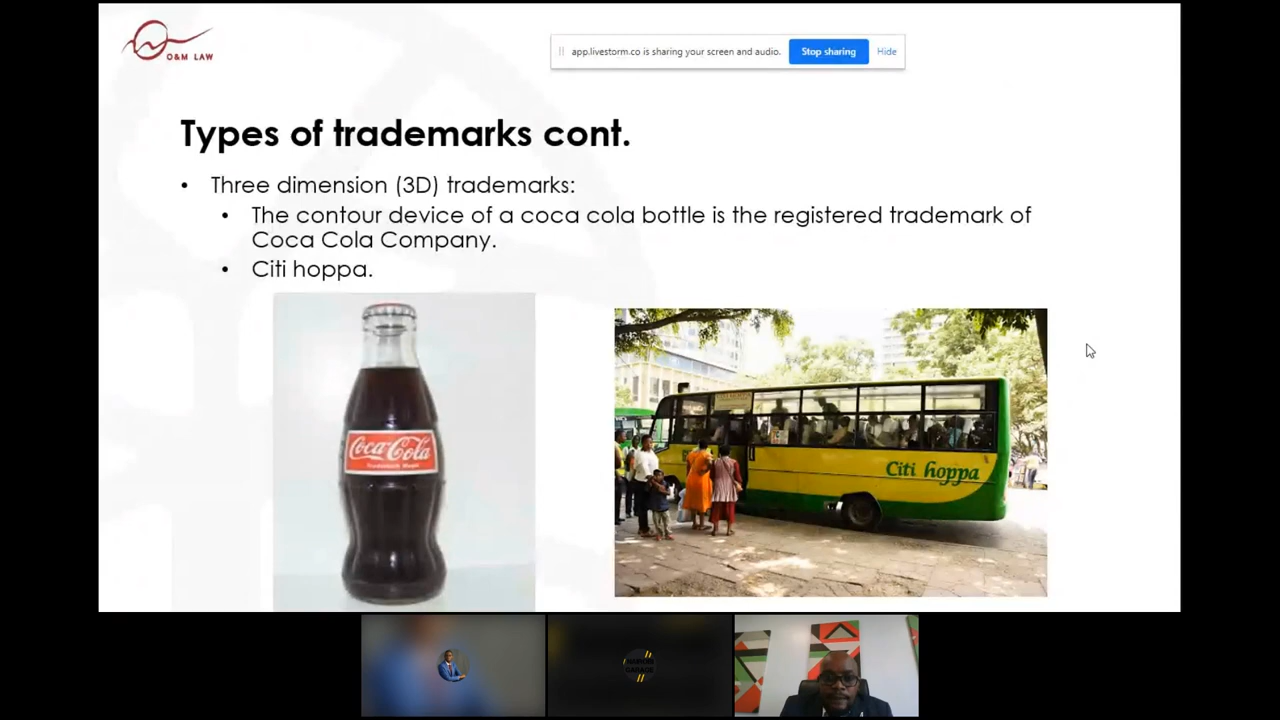 O&M LAW
app.livestorm.co is sharing your screen and audio.
Stop sharing
Hide
Types of trademarks cont.
• Three dimension (3D) trademarks:
• The contour device of a coca cola bottle is the registered trademark of
Coca Cola Company.
• Citi hoppa.
Coca-Cola
Citi hoppa
GARAGE